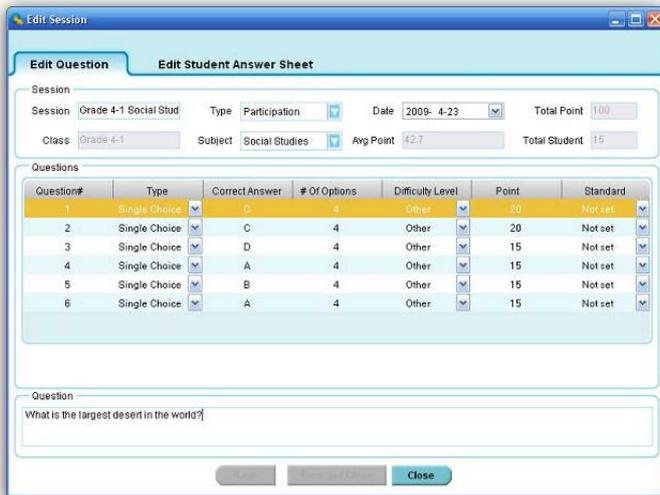 Edit Session
Edit Question Edit Student Answer Sheet
Session
Session Grade 4-1 Social Stud Type Participation Date 2009- 4-23 Total Point 100
Class Grade 4-1 Subject Social Studies Avg Point 42.7 Total Student 15
Questions
Question# Type Correct Answer # Of Options Difficulty Level Point Standard
1 Single Choice C 4 Other 20 Not set
2 Single Choice C 4 Other 20 Not set
3 Single Choice D 4 Other 15 Not set
4 Single Choice A 4 Other 15 Not set
5 Single Choice B 4 Other 15 Not set
6 Single Choice A 4 Other 15 Not set
Question
What is the largest desert in the world?
Save Save and Close Close